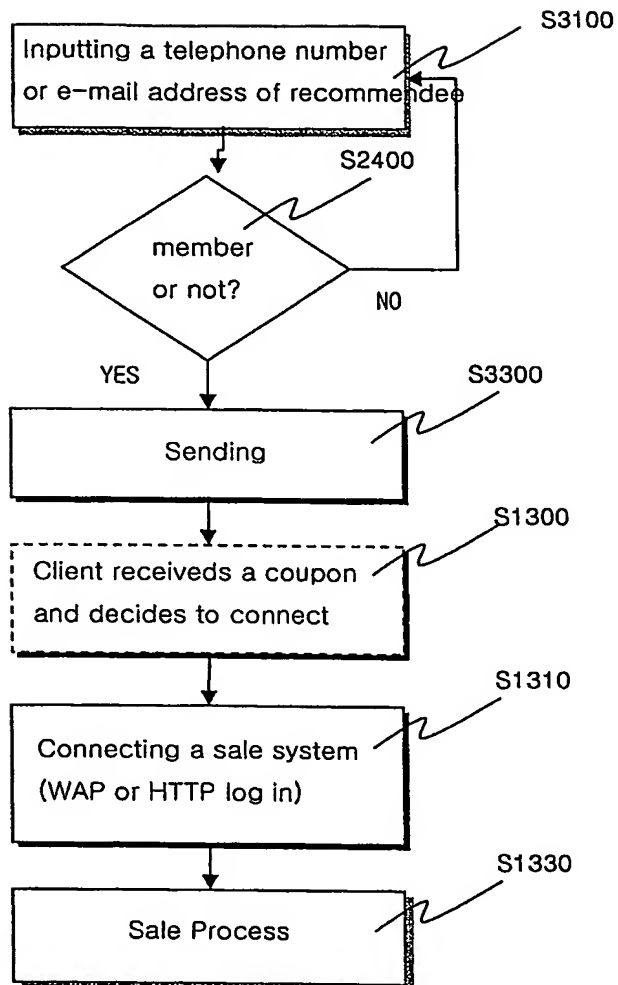 S3100
Inputting a telephone number
or e-mail address of recommendee
S2400
member
or not?
NO
YES
S3300
Sending
S1300
Client receiveds a coupon
and decides to connect
S1310
Connecting a sale system
(WAP or HTTP log in)
S1330
Sale Process